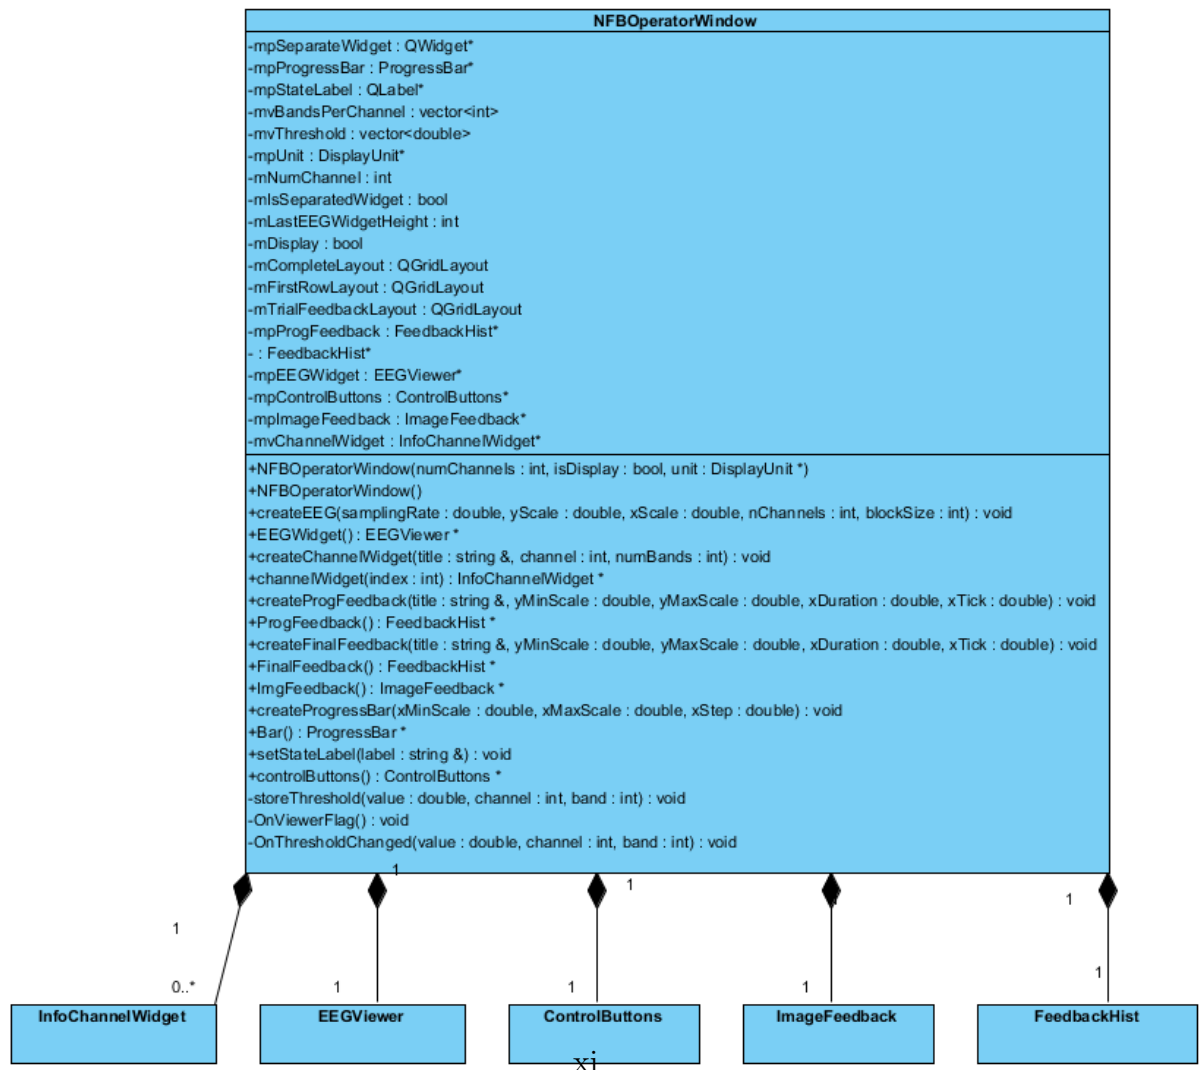 NFBOperatorWindow
-mpSeparateWidget : QWidget*
-mpProgressBar : ProgressBar*
-mpStateLabel : QLabel*
-mvBandsPerChannel : vector<int>
-mvThreshold : vector<double>
-mpUnit : DisplayUnit*
-mNumChannel : int
-mIsSeparatedWidget : bool
-mLastEEGWidgetHeight : int
-mDisplay : bool
-mCompleteLayout : QGridLayout
-mFirstRowLayout : QGridLayout
-mTrialFeedbackLayout : QGridLayout
-mpProgFeedback : FeedbackHist*
- : FeedbackHist*
-mpEEGWidget : EEGViewer*
-mpControlButtons : ControlButtons*
-mpImageFeedback : ImageFeedback*
-mvChannelWidget : InfoChannelWidget*
+NFBOperatorWindow(numChannels : int, isDisplay : bool, unit : DisplayUnit *)
+NFBOperatorWindow()
+createEEG(samplingRate : double, yScale : double, xScale : double, nChannels : int, blockSize : int) : void
+EEGWidget() : EEGViewer *
+createChannelWidget(title : string &, channel : int, numBands : int) : void
+channelWidget(index : int) : InfoChannelWidget *
+createProgFeedback(title : string &, yMinScale : double, yMaxScale : double, xDuration : double, xTick : double) : void
+ProgFeedback() : FeedbackHist *
+createFinalFeedback(title : string &, yMinScale : double, yMaxScale : double, xDuration : double, xTick : double) : void
+FinalFeedback() : FeedbackHist *
+ImgFeedback() : ImageFeedback *
+createProgressBar(xMinScale : double, xMaxScale : double, xStep : double) : void
+Bar() : ProgressBar *
+setStateLabel(label : string &) : void
+controlButtons() : ControlButtons *
-storeThreshold(value : double, channel : int, band : int) : void
-OnViewerFlag() : void
-OnThresholdChanged(value : double, channel : int, band : int) : void
1 1 1 1
0..* 1 1 1 1
InfoChannelWidget EEGViewer ControlButtons ImageFeedback FeedbackHist
xi